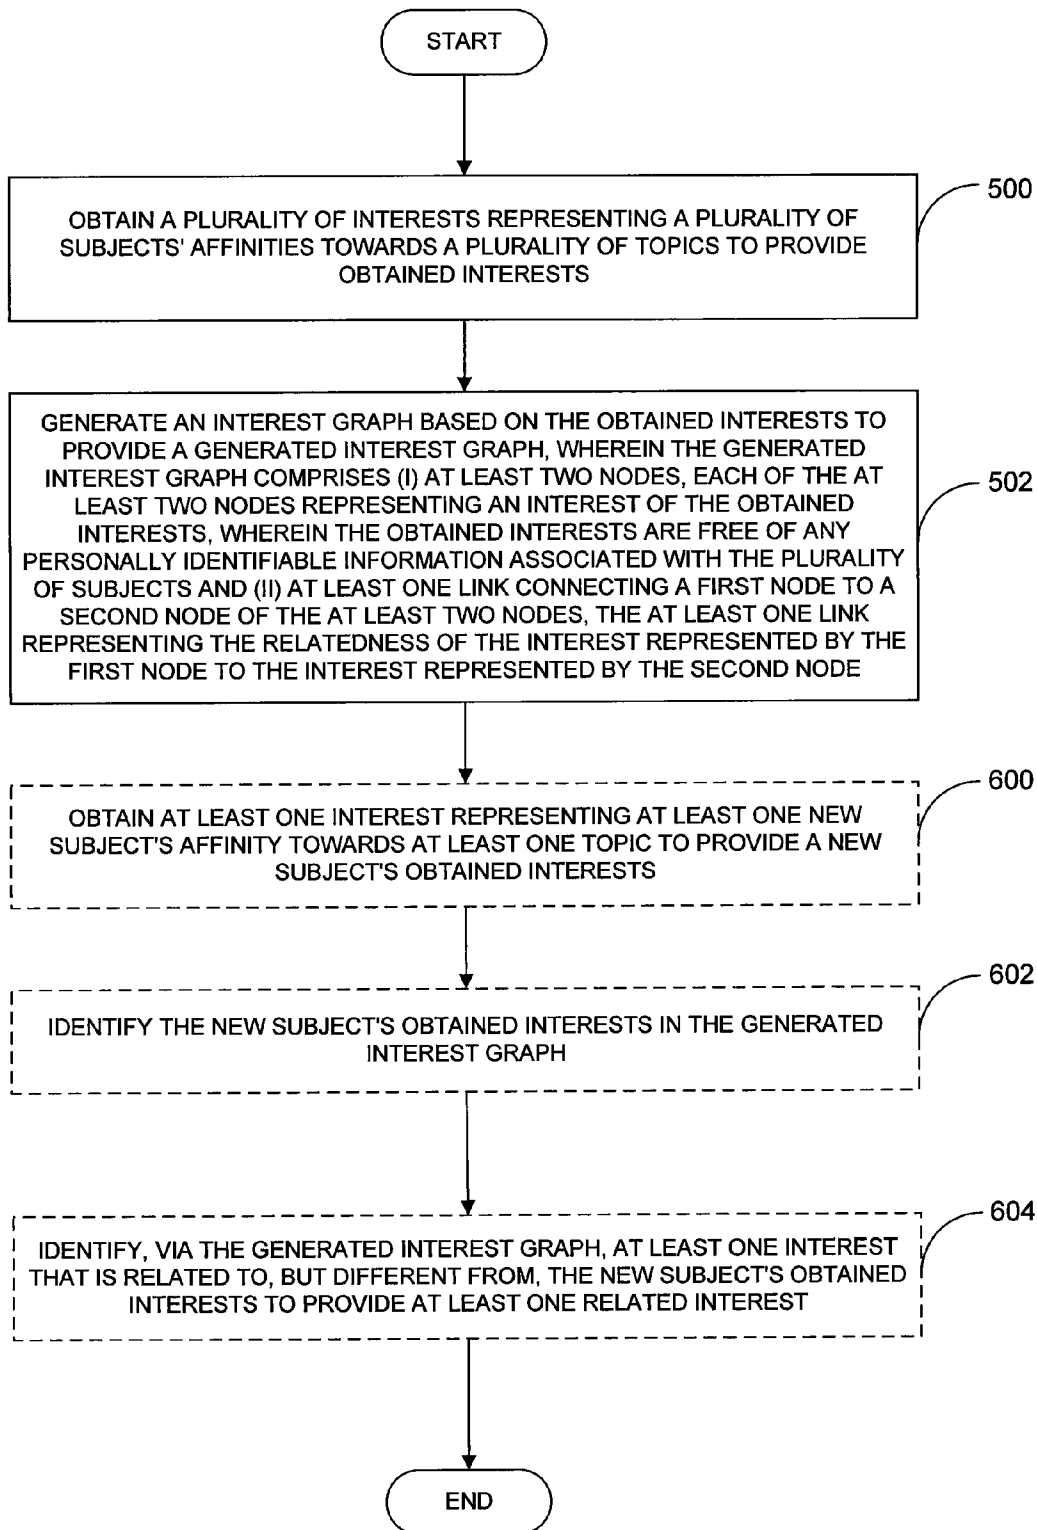 START
OBTAIN A PLURALITY OF INTERESTS REPRESENTING A PLURALITY OF
SUBJECTS' AFFINITIES TOWARDS A PLURALITY OF TOPICS TO PROVIDE
OBTAINED INTERESTS
500
GENERATE AN INTEREST GRAPH BASED ON THE OBTAINED INTERESTS TO
PROVIDE A GENERATED INTEREST GRAPH, WHEREIN THE GENERATED
INTEREST GRAPH COMPRISES (I) AT LEAST TWO NODES, EACH OF THE AT
LEAST TWO NODES REPRESENTING AN INTEREST OF THE OBTAINED
INTERESTS, WHEREIN THE OBTAINED INTERESTS ARE FREE OF ANY
PERSONALLY IDENTIFIABLE INFORMATION ASSOCIATED WITH THE PLURALITY
OF SUBJECTS AND (II) AT LEAST ONE LINK CONNECTING A FIRST NODE TO A
SECOND NODE OF THE AT LEAST TWO NODES, THE AT LEAST ONE LINK
REPRESENTING THE RELATEDNESS OF THE INTEREST REPRESENTED BY THE
FIRST NODE TO THE INTEREST REPRESENTED BY THE SECOND NODE
502
OBTAIN AT LEAST ONE INTEREST REPRESENTING AT LEAST ONE NEW
SUBJECT'S AFFINITY TOWARDS AT LEAST ONE TOPIC TO PROVIDE A NEW
SUBJECT'S OBTAINED INTERESTS
600
IDENTIFY THE NEW SUBJECT'S OBTAINED INTERESTS IN THE GENERATED
INTEREST GRAPH
602
IDENTIFY, VIA THE GENERATED INTEREST GRAPH, AT LEAST ONE INTEREST
THAT IS RELATED TO, BUT DIFFERENT FROM, THE NEW SUBJECT'S OBTAINED
INTERESTS TO PROVIDE AT LEAST ONE RELATED INTEREST
604
END